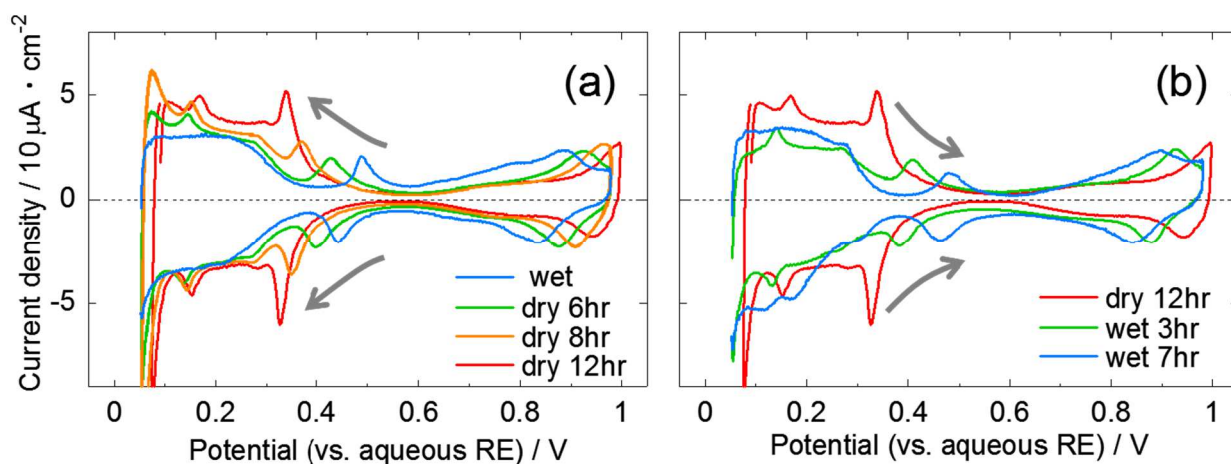 Current density / 10 μA・cm⁻²
5
0
-5
(a)
wet
dry 6hr
dry 8hr
dry 12hr
0 0.2 0.4 0.6 0.8 1
Potential (vs. aqueous RE) / V
(b)
dry 12hr
wet 3hr
wet 7hr
0 0.2 0.4 0.6 0.8 1
Potential (vs. aqueous RE) / V